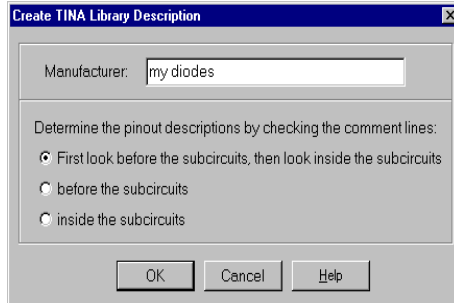 Create TINA Library Description
Manufacturer: my diodes
Determine the pinout descriptions by checking the comment lines:
First look before the subcircuits, then look inside the subcircuits
before the subcircuits
inside the subcircuits
OK Cancel Help